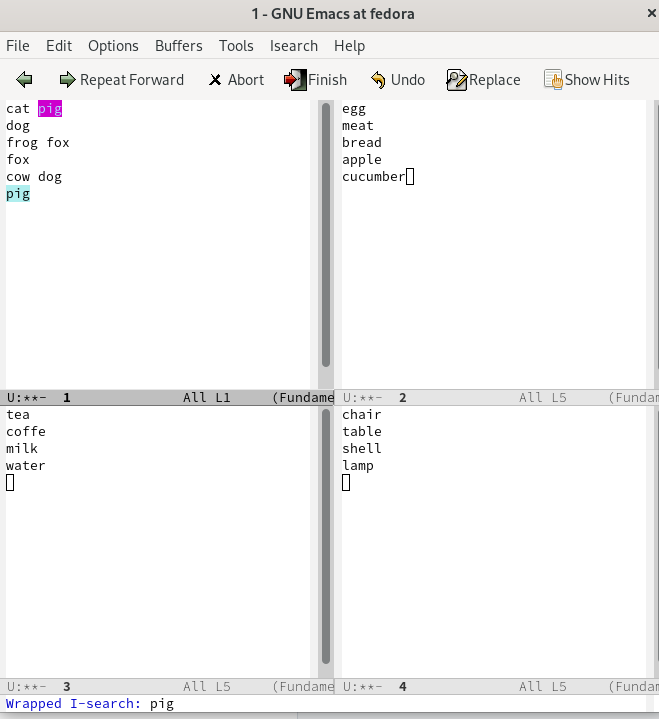 1 - GNU Emacs at fedora
File Edit Options Buffers Tools Isearch Help
Repeat Forward Abort Finish Undo Replace Show Hits
cat pig
dog
frog fox
fox
cow dog
pig
U:**- 1 All L1 (Fundame
egg
meat
bread
apple
cucumber
U:**- 2 All L5 (Fundam
tea
coffe
milk
water
U:**- 3 All L5 (Fundame
chair
table
shell
lamp
U:**- 4 All L5 (Fundam
Wrapped I-search: pig